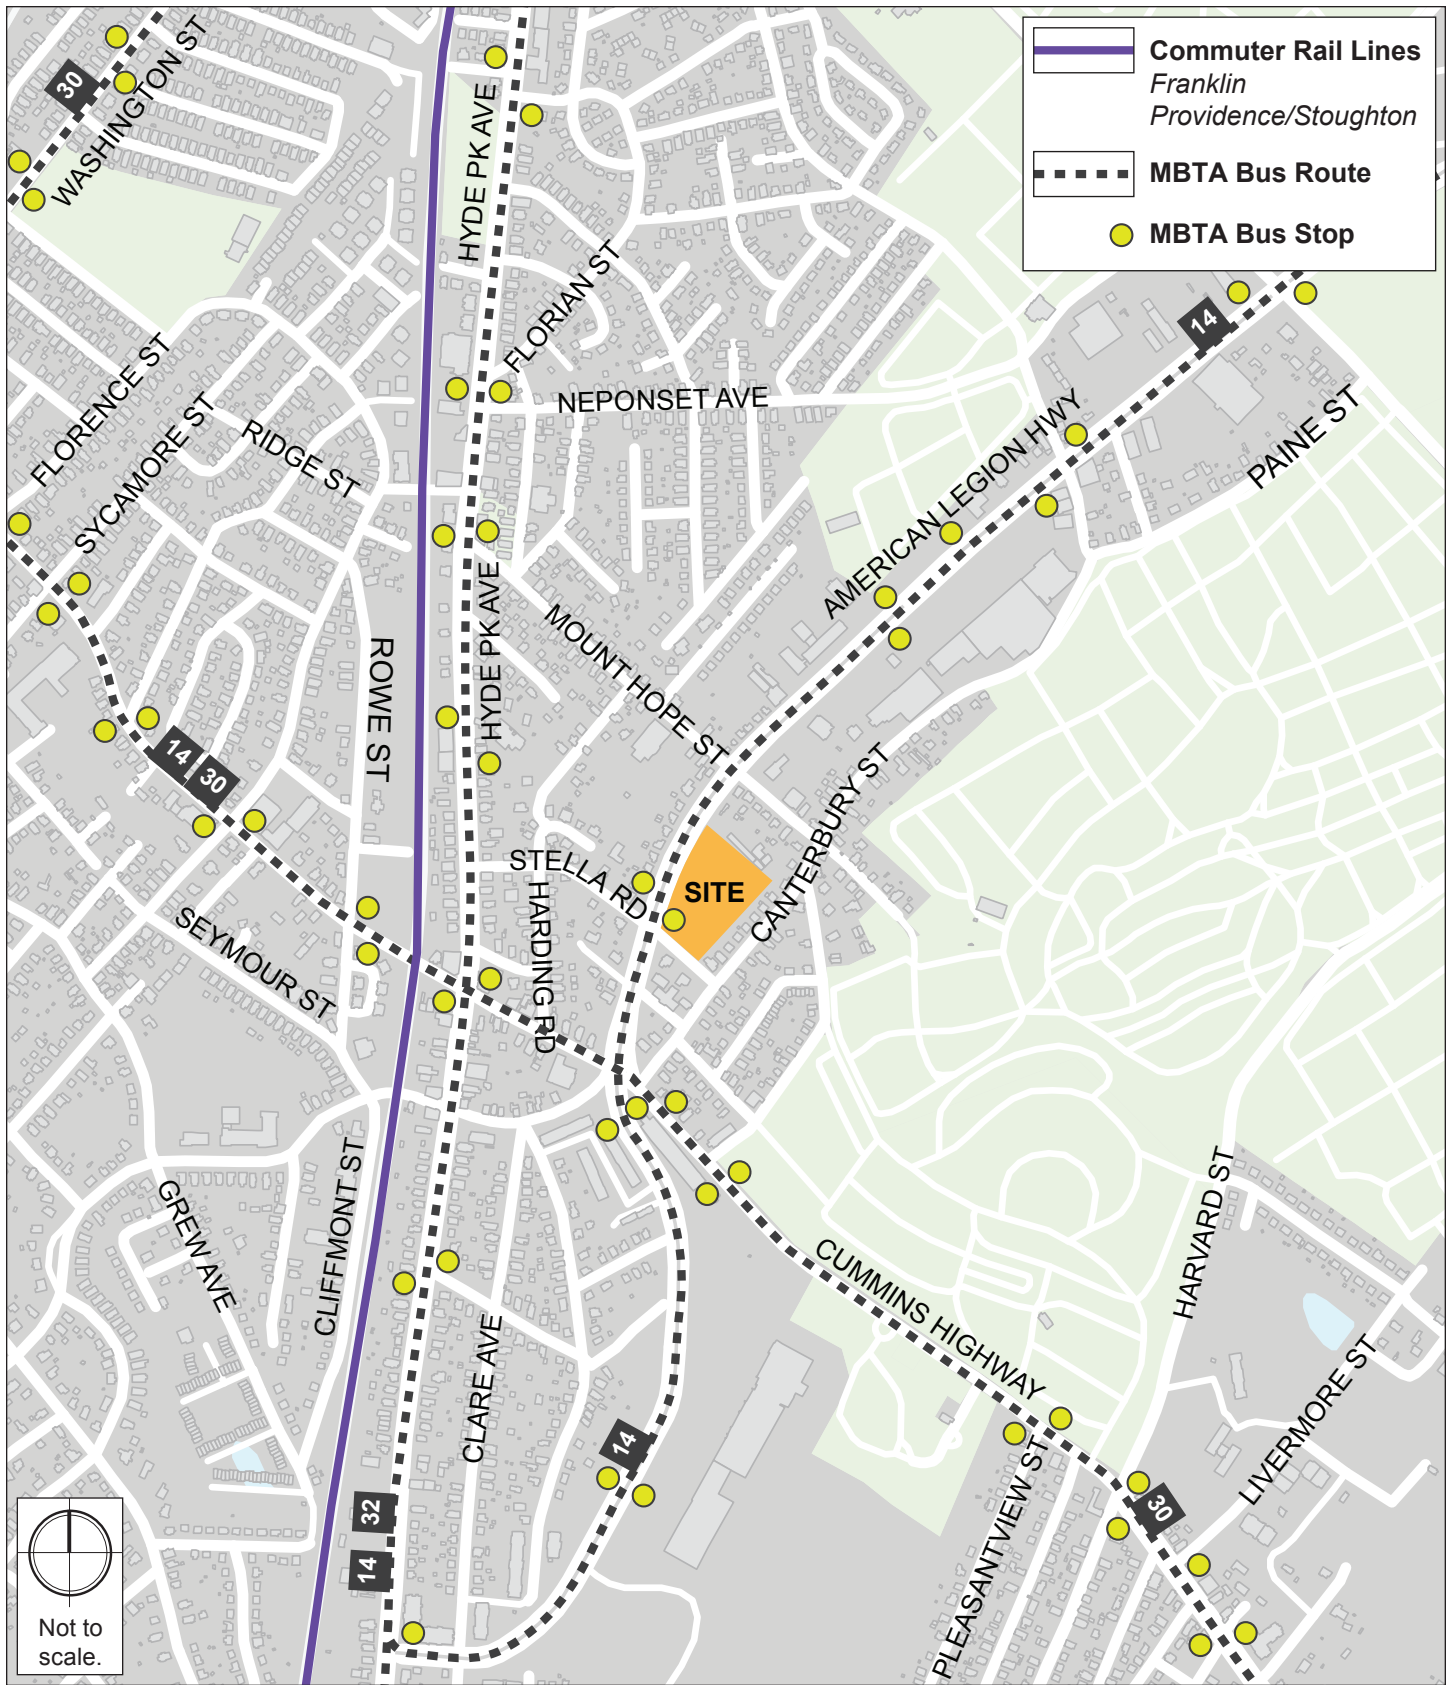 Commuter Rail Lines
Franklin
Providence/Stoughton
MBTA Bus Route
MBTA Bus Stop
30
WASHINGTON ST
HYDE PK AVE
FLORIAN ST
14
FLORENCE ST
SYCAMORE ST
RIDGE ST
NEPONSET AVE
AMERICAN LEGION HWY
PAINE ST
ROWE ST
HYDE PK AVE
MOUNT HOPE ST
14
30
CANTERBURY ST
STELLA RD
SITE
HARDING RD
SEYMOUR ST
GREW AVE
CLIFFMONT ST
HARVARD ST
CUMMINS HIGHWAY
CLARE AVE
LIVERMORE ST
14
PLEASANTVIEW ST
32
30
14
Not to
scale.